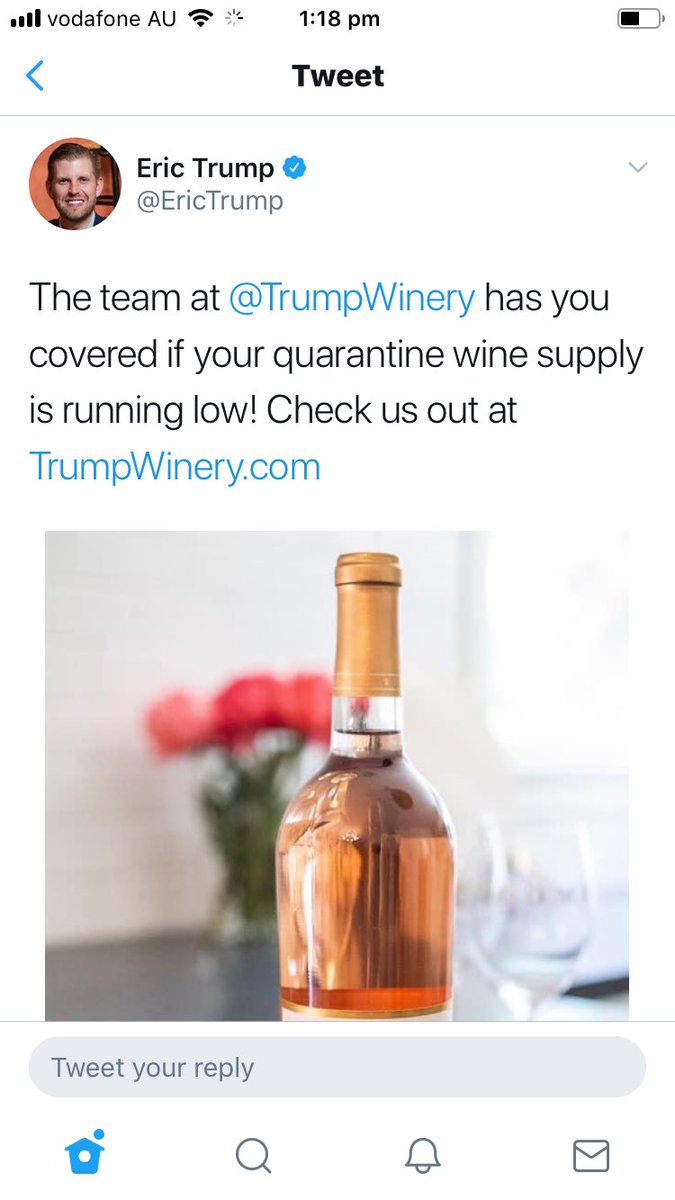 vodafone AU 1:18 pm
Tweet
Eric Trump
@EricTrump
The team at @TrumpWinery has you
covered if your quarantine wine supply
is running low! Check us out at
TrumpWinery.com
Tweet your reply